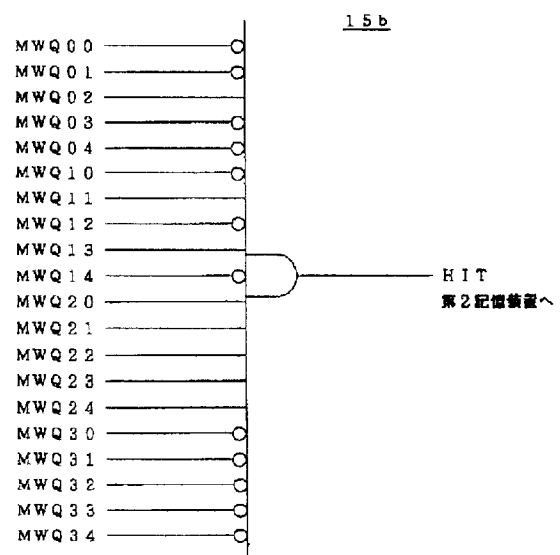 15b
MWQ00
MWQ01
MWQ02
MWQ03
MWQ04
MWQ10
MWQ11
MWQ12
MWQ13
MWQ14
MWQ20
MWQ21
MWQ22
MWQ23
MWQ24
MWQ30
MWQ31
MWQ32
MWQ33
MWQ34
HIT
第2記憶装置へ